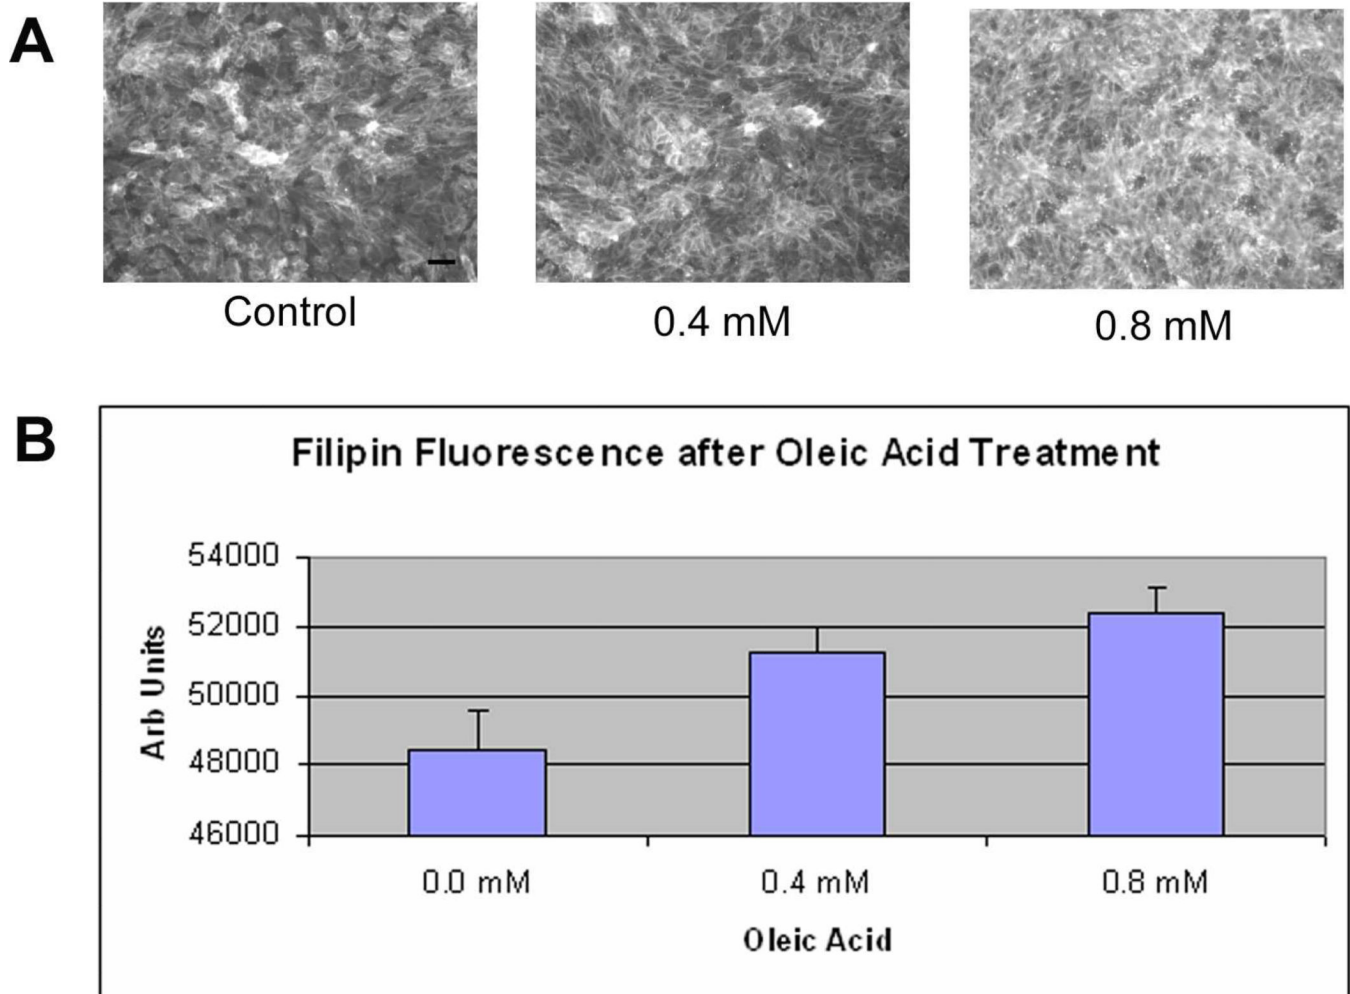 A
Control
0.4 mM
0.8 mM
B
Filipin Fluorescence after Oleic Acid Treatment
54000
52000
50000
48000
46000
Arb Units
0.0 mM
0.4 mM
0.8 mM
Oleic Acid